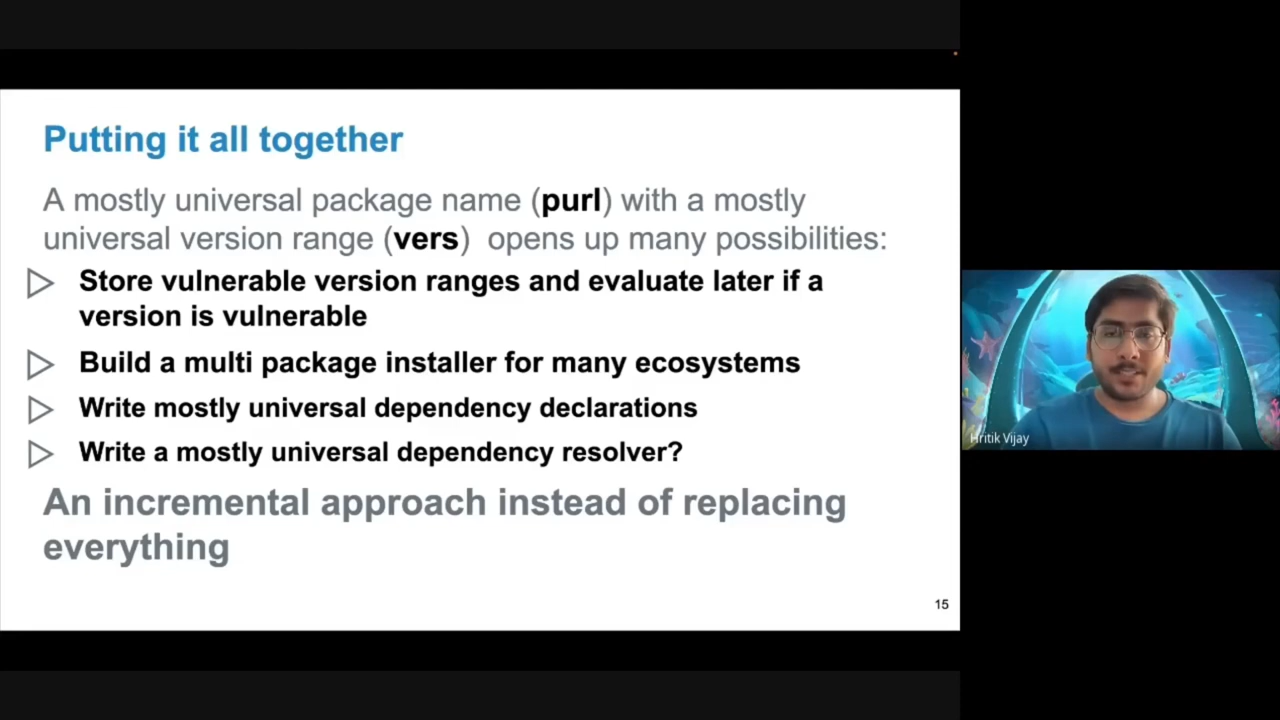 Putting it all together
A mostly universal package name (purl) with a mostly
universal version range (vers) opens up many possibilities:
Store vulnerable version ranges and evaluate later if a
version is vulnerable
Build a multi package installer for many ecosystems
Write mostly universal dependency declarations
Write a mostly universal dependency resolver?
An incremental approach instead of replacing
everything
15
Hritik Vijay